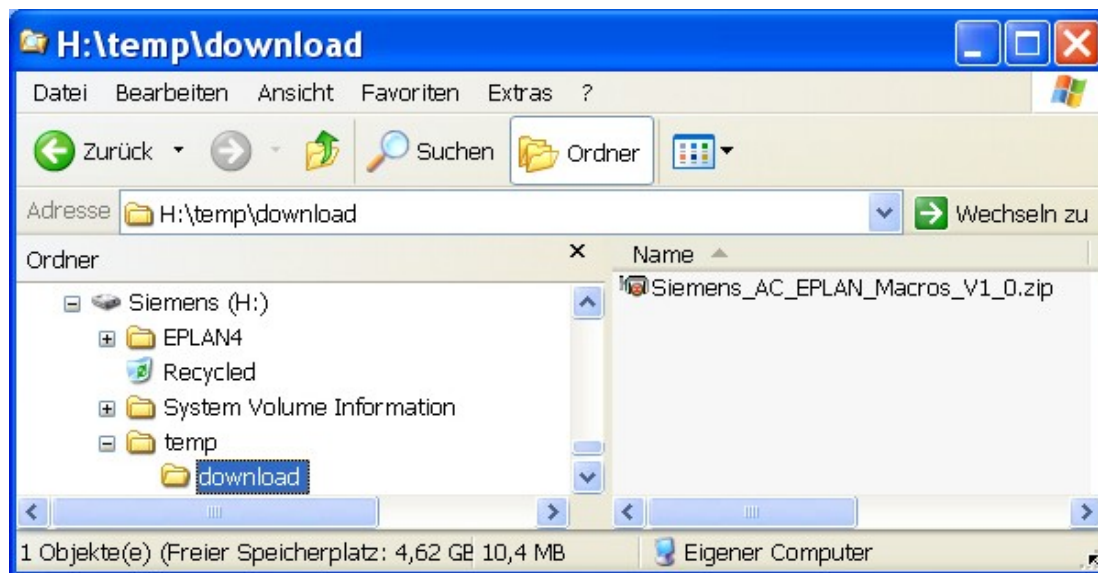 H:\temp\download
Datei Bearbeiten Ansicht Favoriten Extras ?
Zurück Suchen Ordner
Adresse H:\temp\download Wechseln zu
Ordner
Name
Siemens (H:)
Siemens_AC_EPLAN_Macros_V1_0.zip
EPLAN4
Recycled
System Volume Information
temp
download
1 Objekte(e) (Freier Speicherplatz: 4,62 GB 10,4 MB Eigener Computer